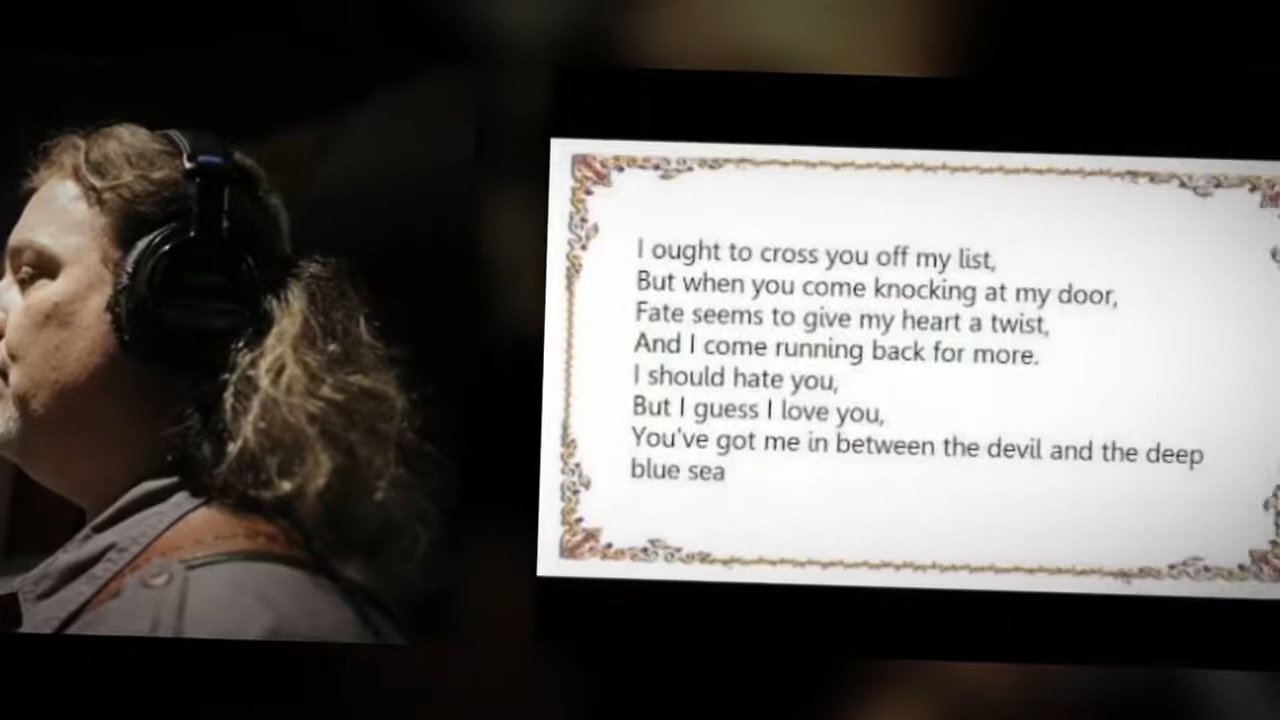 I ought to cross you off my list,
But when you come knocking at my door,
Fate seems to give my heart a twist,
And I come running back for more.
I should hate you,
But I guess I love you,
You've got me in between the devil and the deep
blue sea